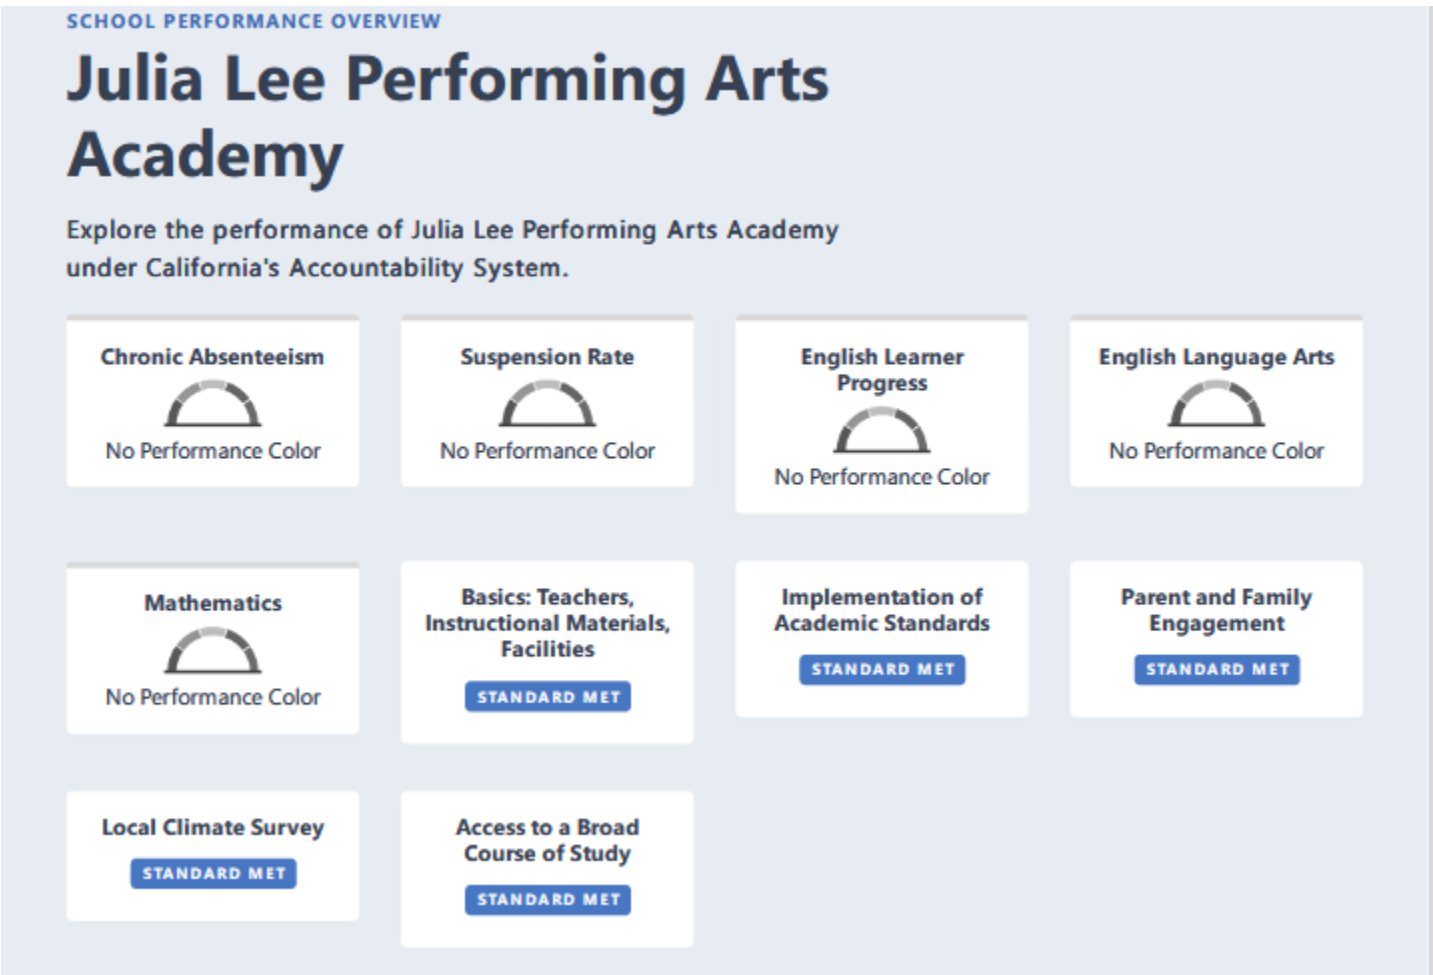 SCHOOL PERFORMANCE OVERVIEW
Julia Lee Performing Arts
Academy
Explore the performance of Julia Lee Performing Arts Academy
under California's Accountability System.
Chronic Absenteeism
No Performance Color
Suspension Rate
No Performance Color
English Learner
Progress
No Performance Color
English Language Arts
No Performance Color
Mathematics
No Performance Color
Basics: Teachers,
Instructional Materials,
Facilities
STANDARD MET
Implementation of
Academic Standards
STANDARD MET
Parent and Family
Engagement
STANDARD MET
Local Climate Survey
STANDARD MET
Access to a Broad
Course of Study
STANDARD MET